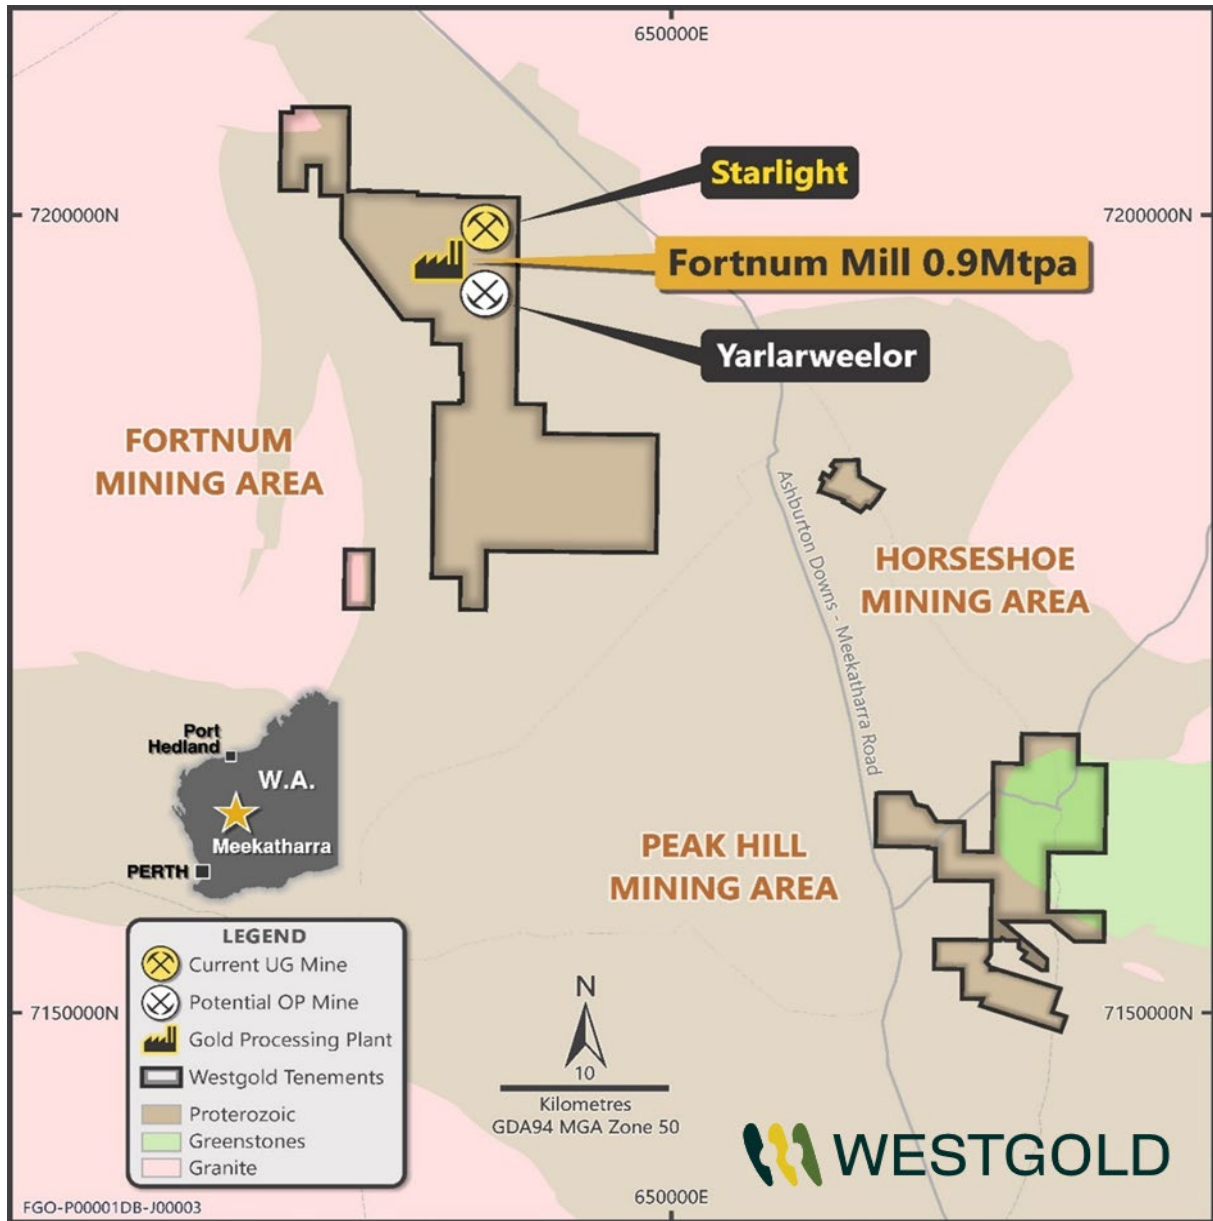 650000E
Starlight
7200000N
7200000N
Fortnum Mill 0.9Mtpa
Yarlarweelor
FORTNUM
MINING AREA
Ashburton Downs - Meekatharra Road
HORSESHOE
MINING AREA
Port
Hedland
W.A.
Meekatharra
PERTH
PEAK HILL
MINING AREA
LEGEND
Current UG Mine
Potential OP Mine
Gold Processing Plant
Westgold Tenements
Proterozoic
Greenstones
Granite
7150000N
7150000N
N
10
Kilometres
GDA94 MGA Zone 50
WESTGOLD
650000E
FGO-P00001DB-J00003